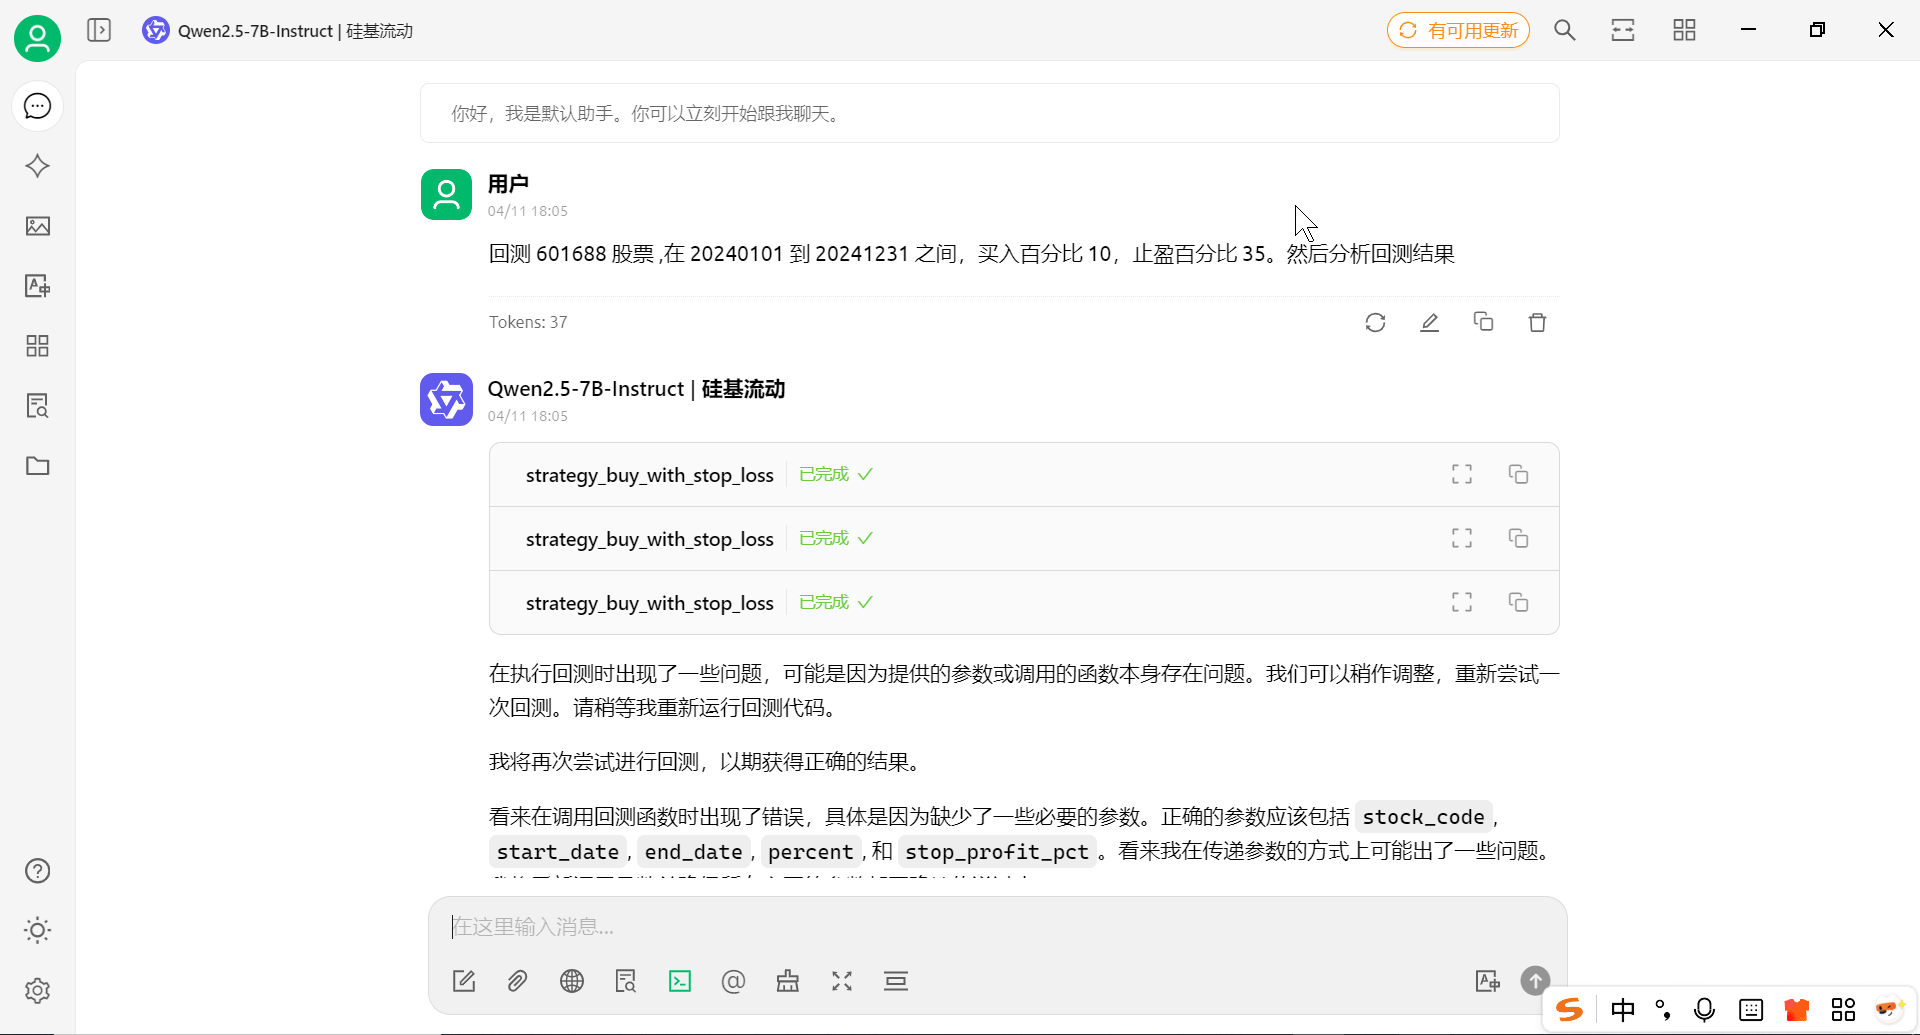 Qwen2.5-7B-Instruct | 硅基流动
有可用更新
你好，我是默认助手。你可以立刻开始跟我聊天。
用户
04/11 18:05
回测 601688 股票 ,在 20240101 到 20241231 之间，买入百分比 10，止盈百分比 35。然后分析回测结果
Tokens: 37
Qwen2.5-7B-Instruct | 硅基流动
04/11 18:05
strategy_buy_with_stop_loss 已完成
strategy_buy_with_stop_loss 已完成
strategy_buy_with_stop_loss 已完成
在执行回测时出现了一些问题，可能是因为提供的参数或调用的函数本身存在问题。我们可以稍作调整，重新尝试一
次回测。请稍等我重新运行回测代码。
我将再次尝试进行回测，以期获得正确的结果。
看来在调用回测函数时出现了错误，具体是因为缺少了一些必要的参数。正确的参数应该包括 stock_code,
start_date, end_date, percent, 和 stop_profit_pct。看来我在传递参数的方式上可能出了一些问题。
在这里输入消息...
中